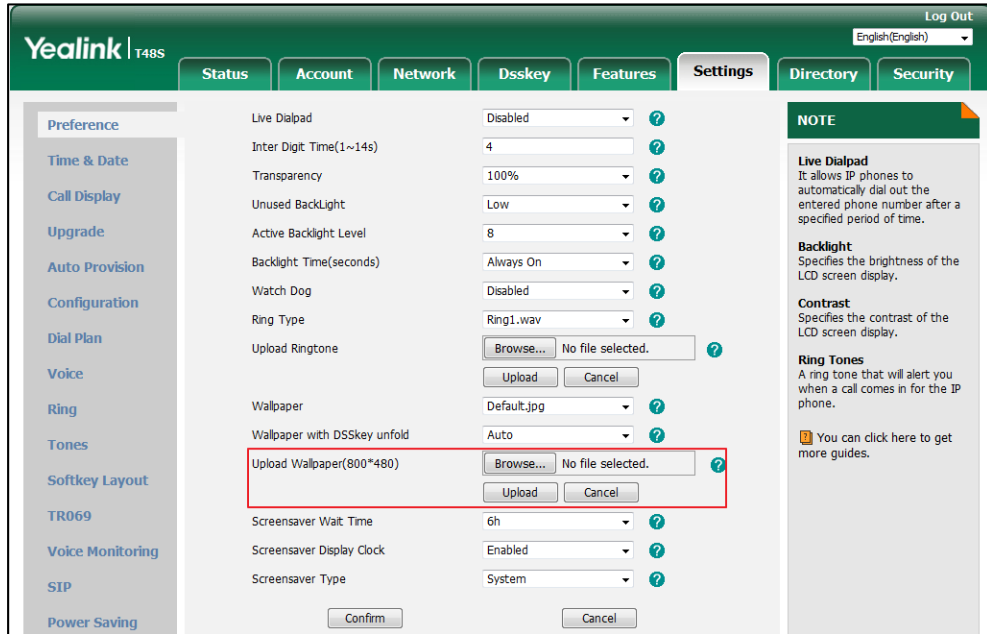 Log Out
Yealink T48S
English(English)
Status Account Network Dsskey Features Settings Directory Security
Preference
Time & Date
Call Display
Upgrade
Auto Provision
Configuration
Dial Plan
Voice
Ring
Tones
Softkey Layout
TR069
Voice Monitoring
SIP
Power Saving
Live Dialpad Disabled ?
Inter Digit Time(1~14s) 4 ?
Transparency 100% ?
Unused BackLight Low ?
Active Backlight Level 8 ?
Backlight Time(seconds) Always On ?
Watch Dog Disabled ?
Ring Type Ring1.wav ?
Upload Ringtone Browse... No file selected. ?
Upload Cancel
Wallpaper Default.jpg ?
Wallpaper with DSSkey unfold Auto ?
Upload Wallpaper(800*480) Browse... No file selected. ?
Upload Cancel
Screensaver Wait Time 6h ?
Screensaver Display Clock Enabled ?
Screensaver Type System ?
Confirm Cancel
NOTE
Live Dialpad
It allows IP phones to
automatically dial out the
entered phone number after a
specified period of time.
Backlight
Specifies the brightness of the
LCD screen display.
Contrast
Specifies the contrast of the
LCD screen display.
Ring Tones
A ring tone that will alert you
when a call comes in for the IP
phone.
? You can click here to get
more guides.